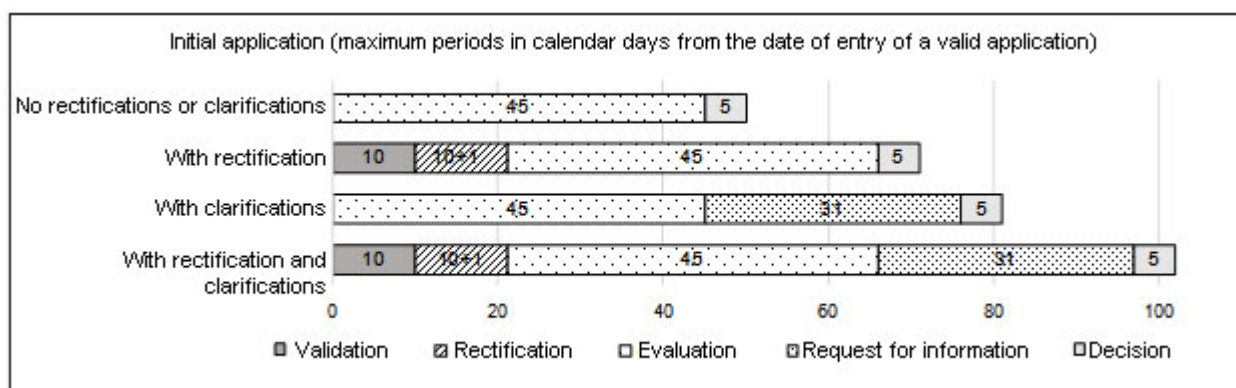 Initial application (maximum periods in calendar days from the date of entry of a valid application)
No rectifications or clarifications
45 5
With rectification
10 10+1 45 5
With clarifications
45 31 5
With rectification and
clarifications
10 10+1 45 31 5
0 20 40 60 80 100
Validation Rectification Evaluation Request for information Decision